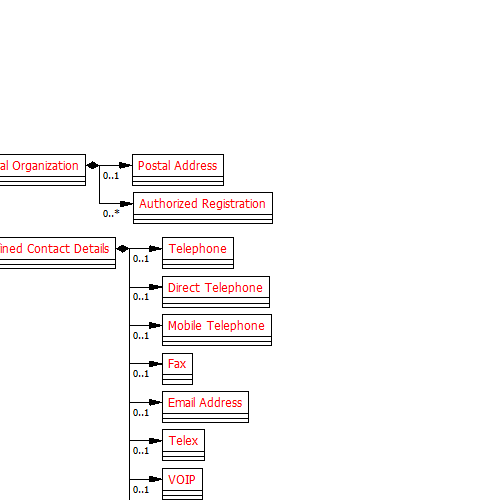 al Organization
Postal Address
0..1
Authorized Registration
0..*
fined Contact Details
Telephone
0..1
Direct Telephone
0..1
Mobile Telephone
0..1
Fax
0..1
Email Address
0..1
Telex
0..1
VOIP
0..1